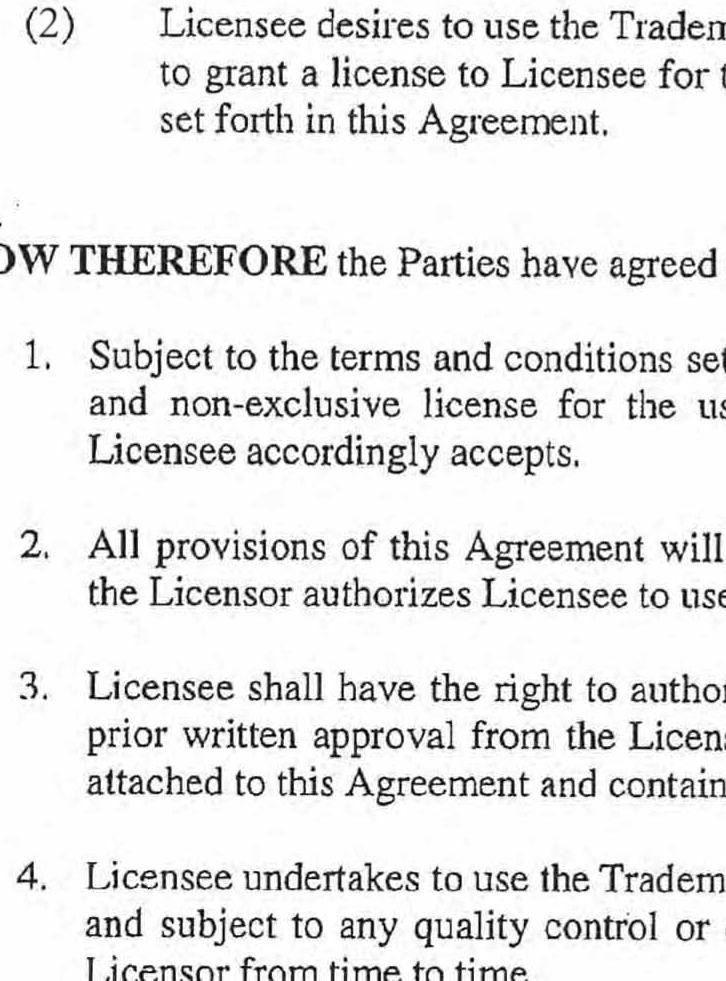 (2) Licensee desires to use the Tradem
to grant a license to Licensee for t
set forth in this Agreement.
OW THEREFORE the Parties have agreed
1. Subject to the terms and conditions set
and non-exclusive license for the us
Licensee accordingly accepts.
2. All provisions of this Agreement will
the Licensor authorizes Licensee to use
3. Licensee shall have the right to author
prior written approval from the Licens
attached to this Agreement and contain
4. Licensee undertakes to use the Tradem
and subject to any quality control or
Licensor from time to time